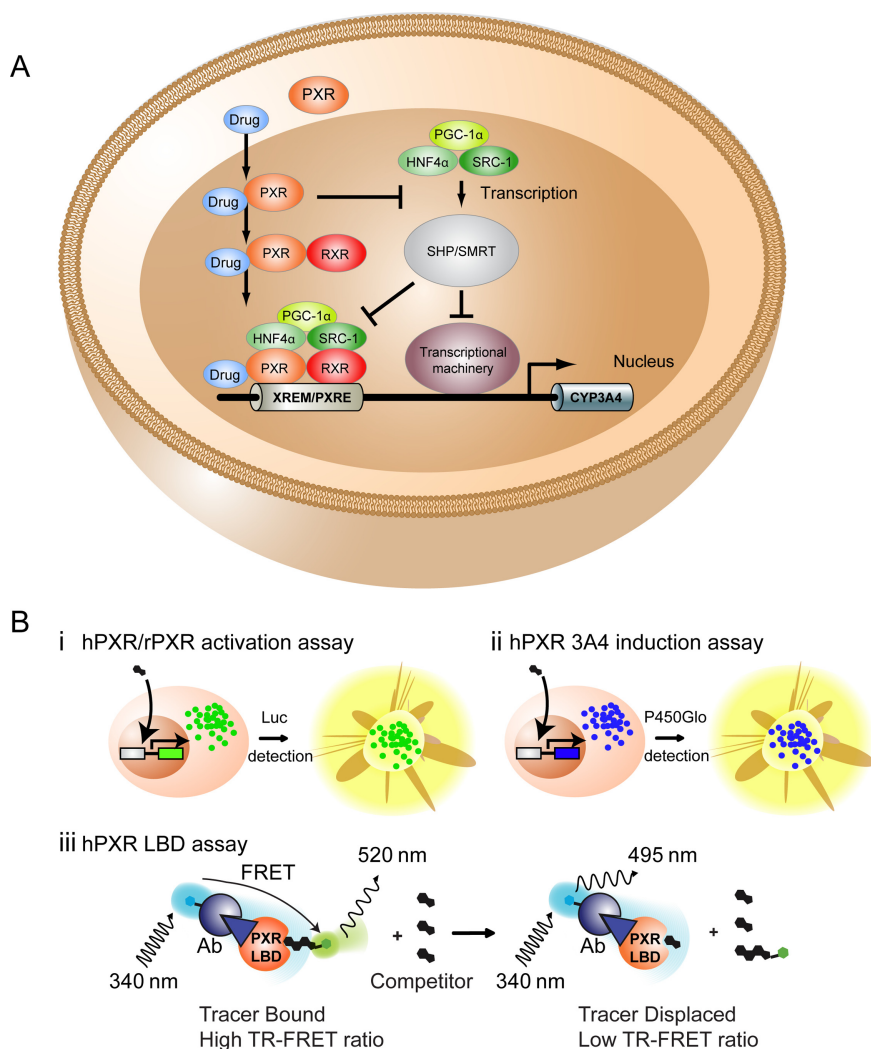 A
PXR
Drug
PGC-1α
HNF4α
SRC-1
Drug
PXR
Transcription
Drug
PXR
RXR
SHP/SMRT
PGC-1α
HNF4α
SRC-1
Drug
PXR
RXR
Transcriptional
machinery
Nucleus
XREM/PXRE
CYP3A4
B
i hPXR/rPXR activation assay
Luc
detection
ii hPXR 3A4 induction assay
P450Glo
detection
iii hPXR LBD assay
FRET
520 nm
Ab
PXR
LBD
+
340 nm
Competitor
Tracer Bound
High TR-FRET ratio
495 nm
Ab
PXR
LBD
+
340 nm
Tracer Displaced
Low TR-FRET ratio